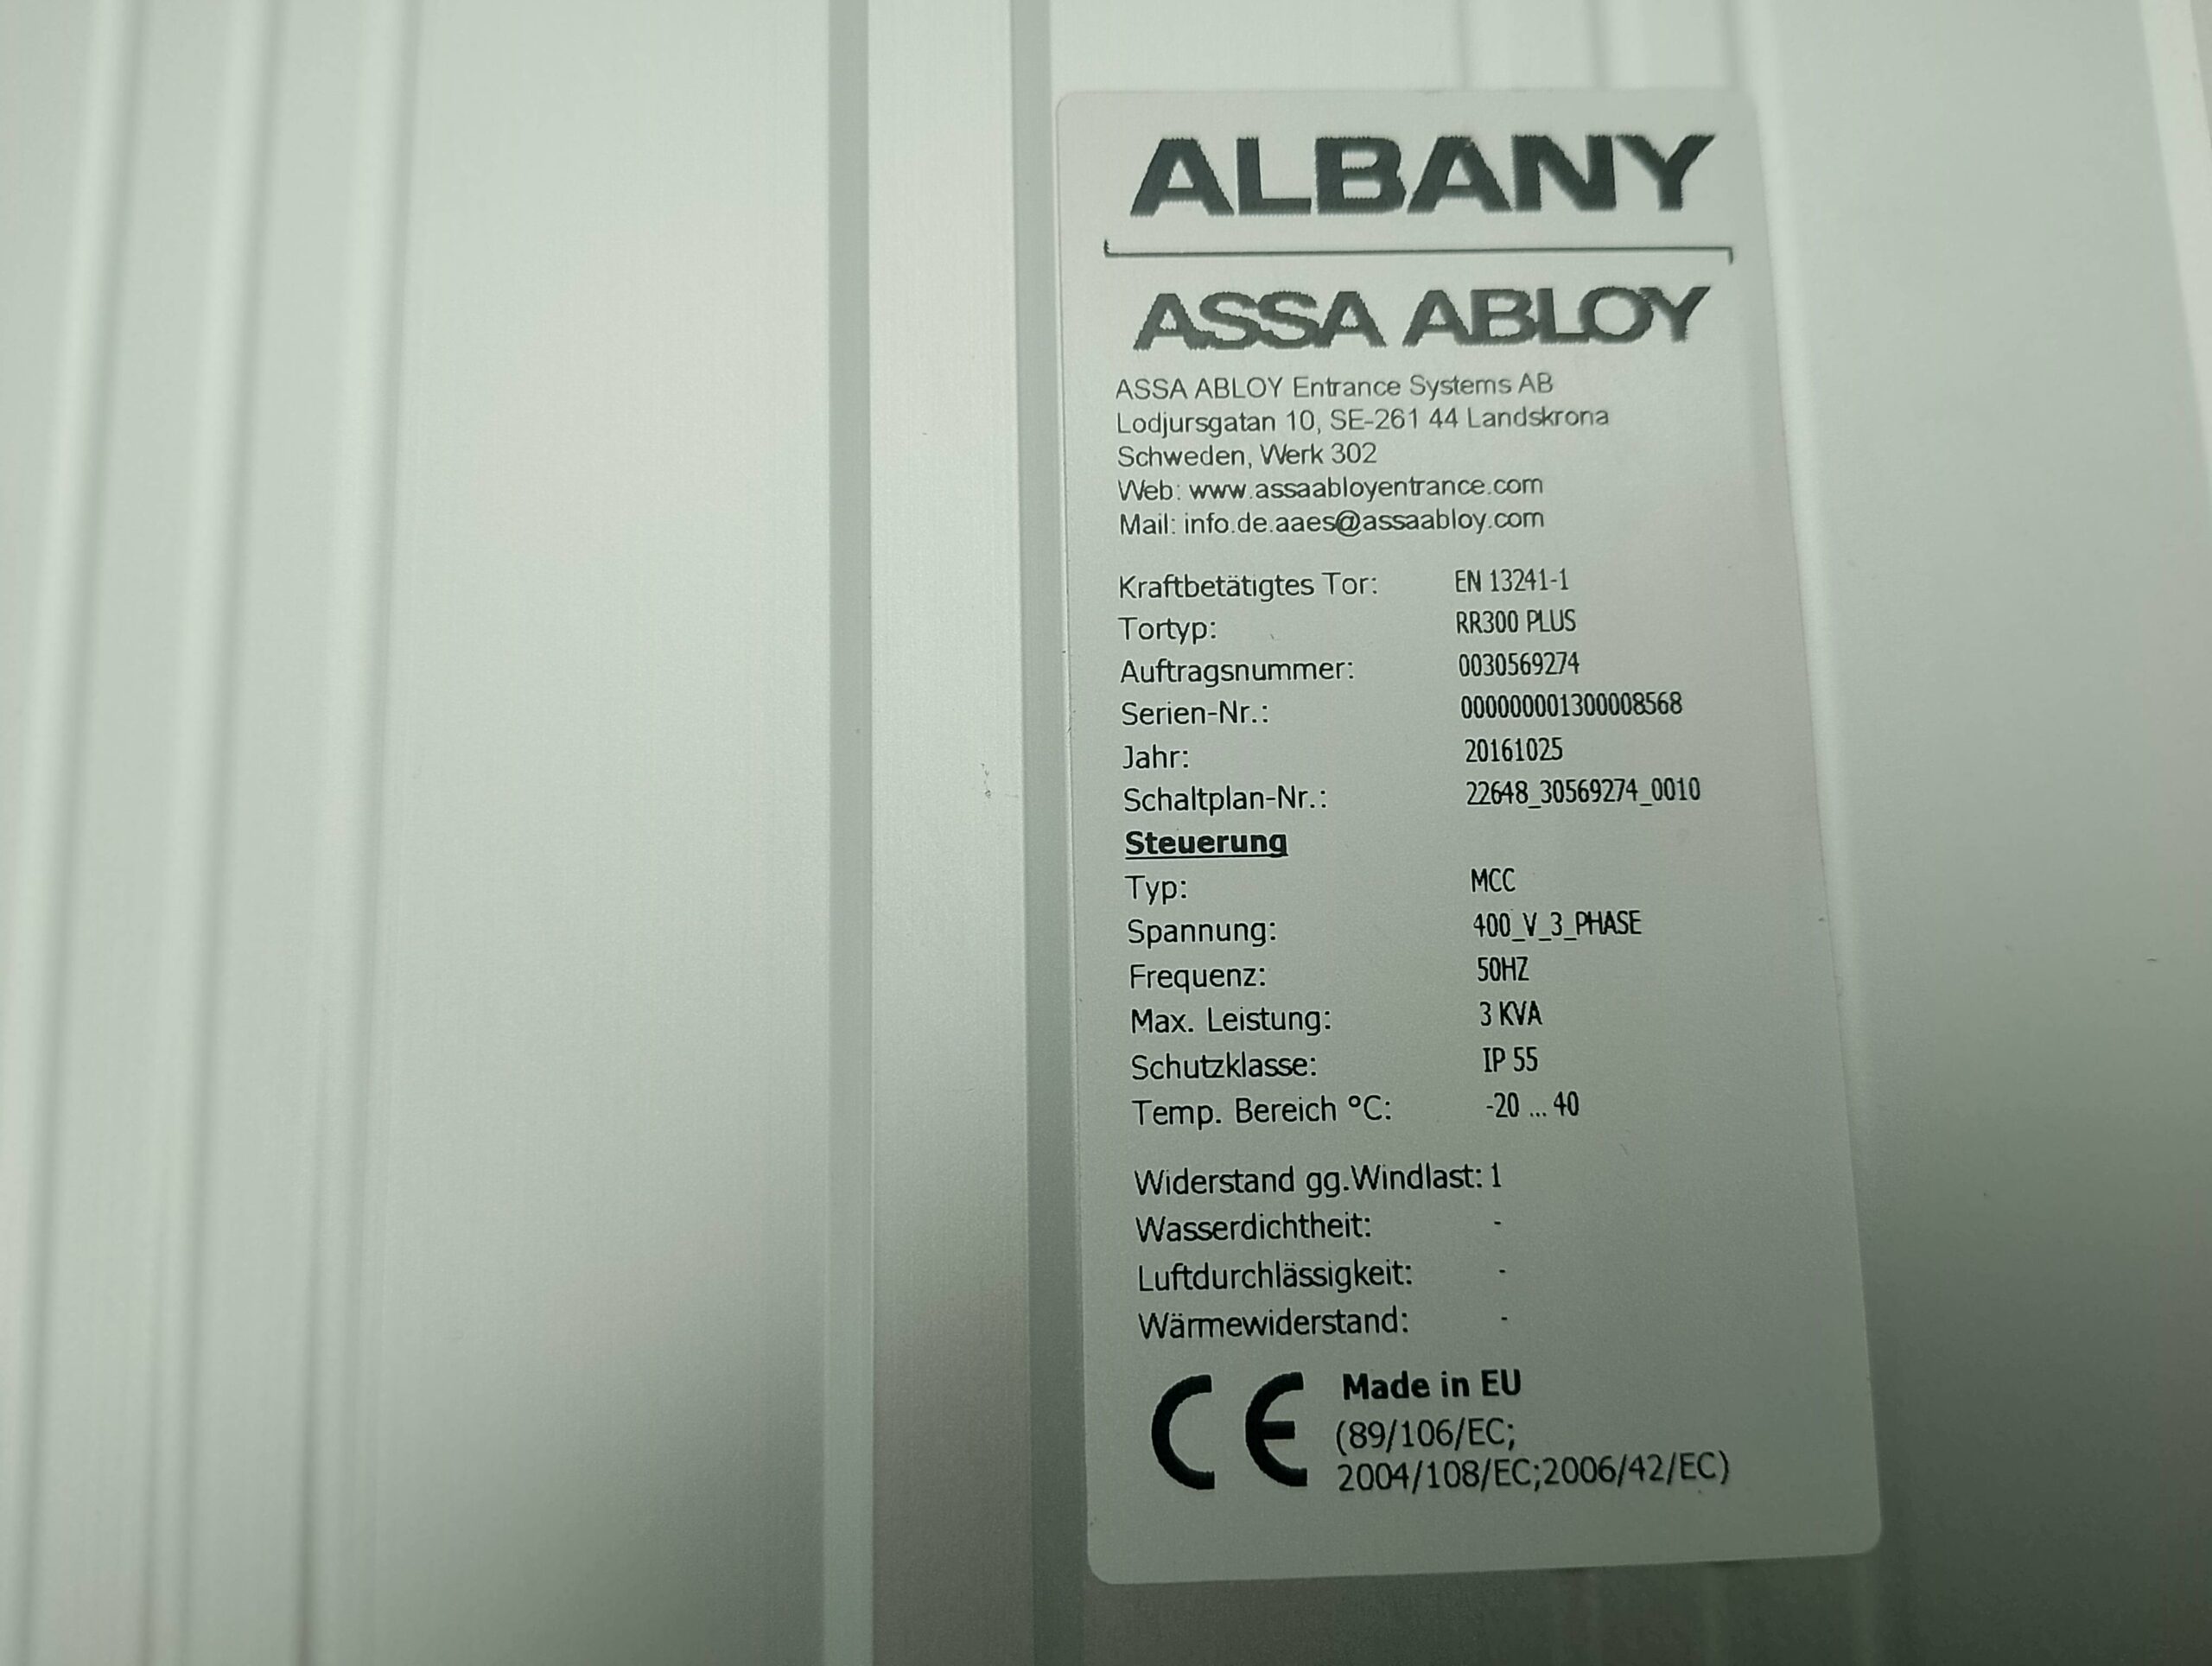 ALBANY
ASSA ABLOY
ASSA ABLOY Entrance Systems AB
Lodjursgatan 10, SE-261 44 Landskrona
Schweden, Werk 302
Web: www.assaabloyentrance.com
Mail: info.de.aaes@assaabloy.com
Kraftbetätigtes Tor: EN 13241-1
Tortyp: RR300 PLUS
Auftragsnummer: 0030569274
Serien-Nr.: 000000001300008568
Jahr: 20161025
Schaltplan-Nr.: 22648_30569274_0010
Steuerung
Typ: MCC
Spannung: 400_V_3_PHASE
Frequenz: 50HZ
Max. Leistung: 3 KVA
Schutzklasse: IP 55
Temp. Bereich °C: -20 ... 40
Widerstand gg.Windlast: 1
Wasserdichtheit: -
Luftdurchlässigkeit: -
Wärmewiderstand: -
CE Made in EU
(89/106/EC;
2004/108/EC;2006/42/EC)